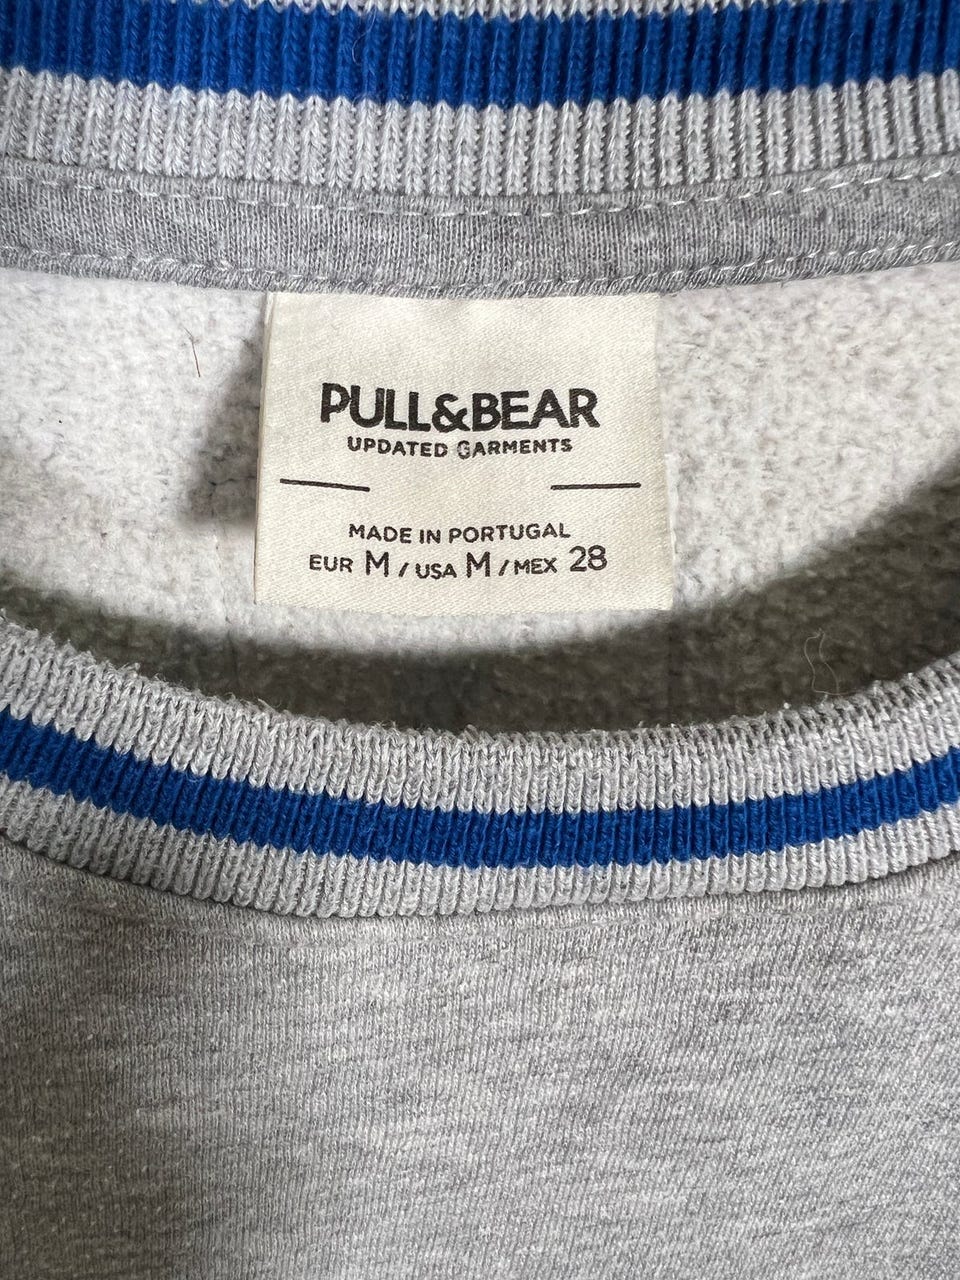 PULL&BEAR
UPDATED GARMENTS
MADE IN PORTUGAL
EUR M / USA M / MEX 28